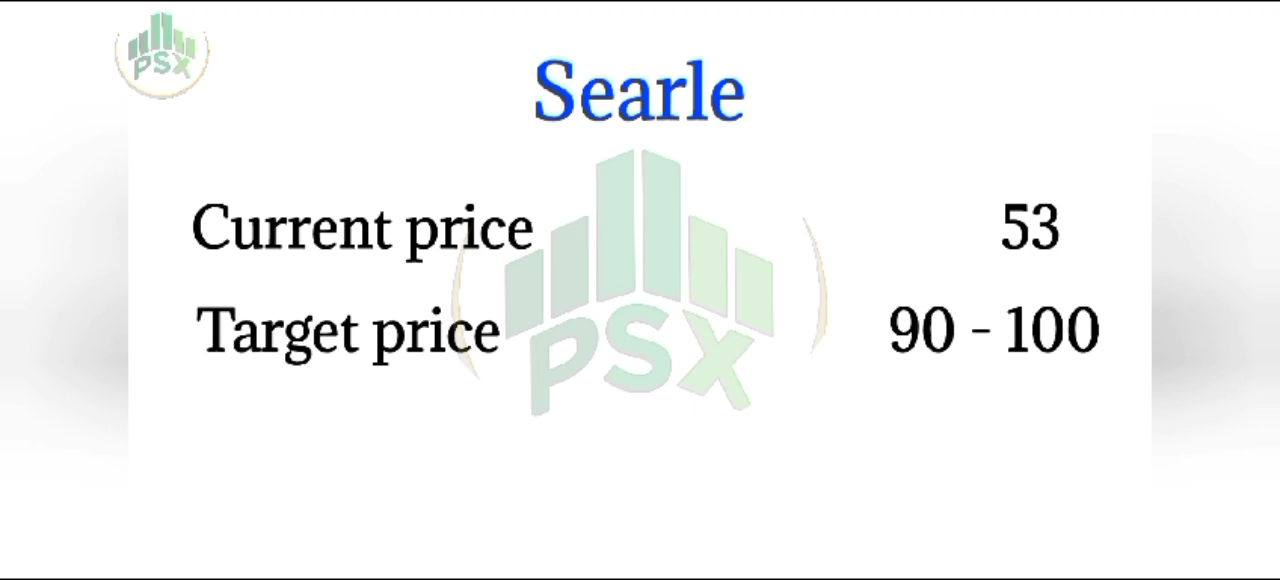 PSX
Searle
Current price 53
Target price 90 - 100
PSX